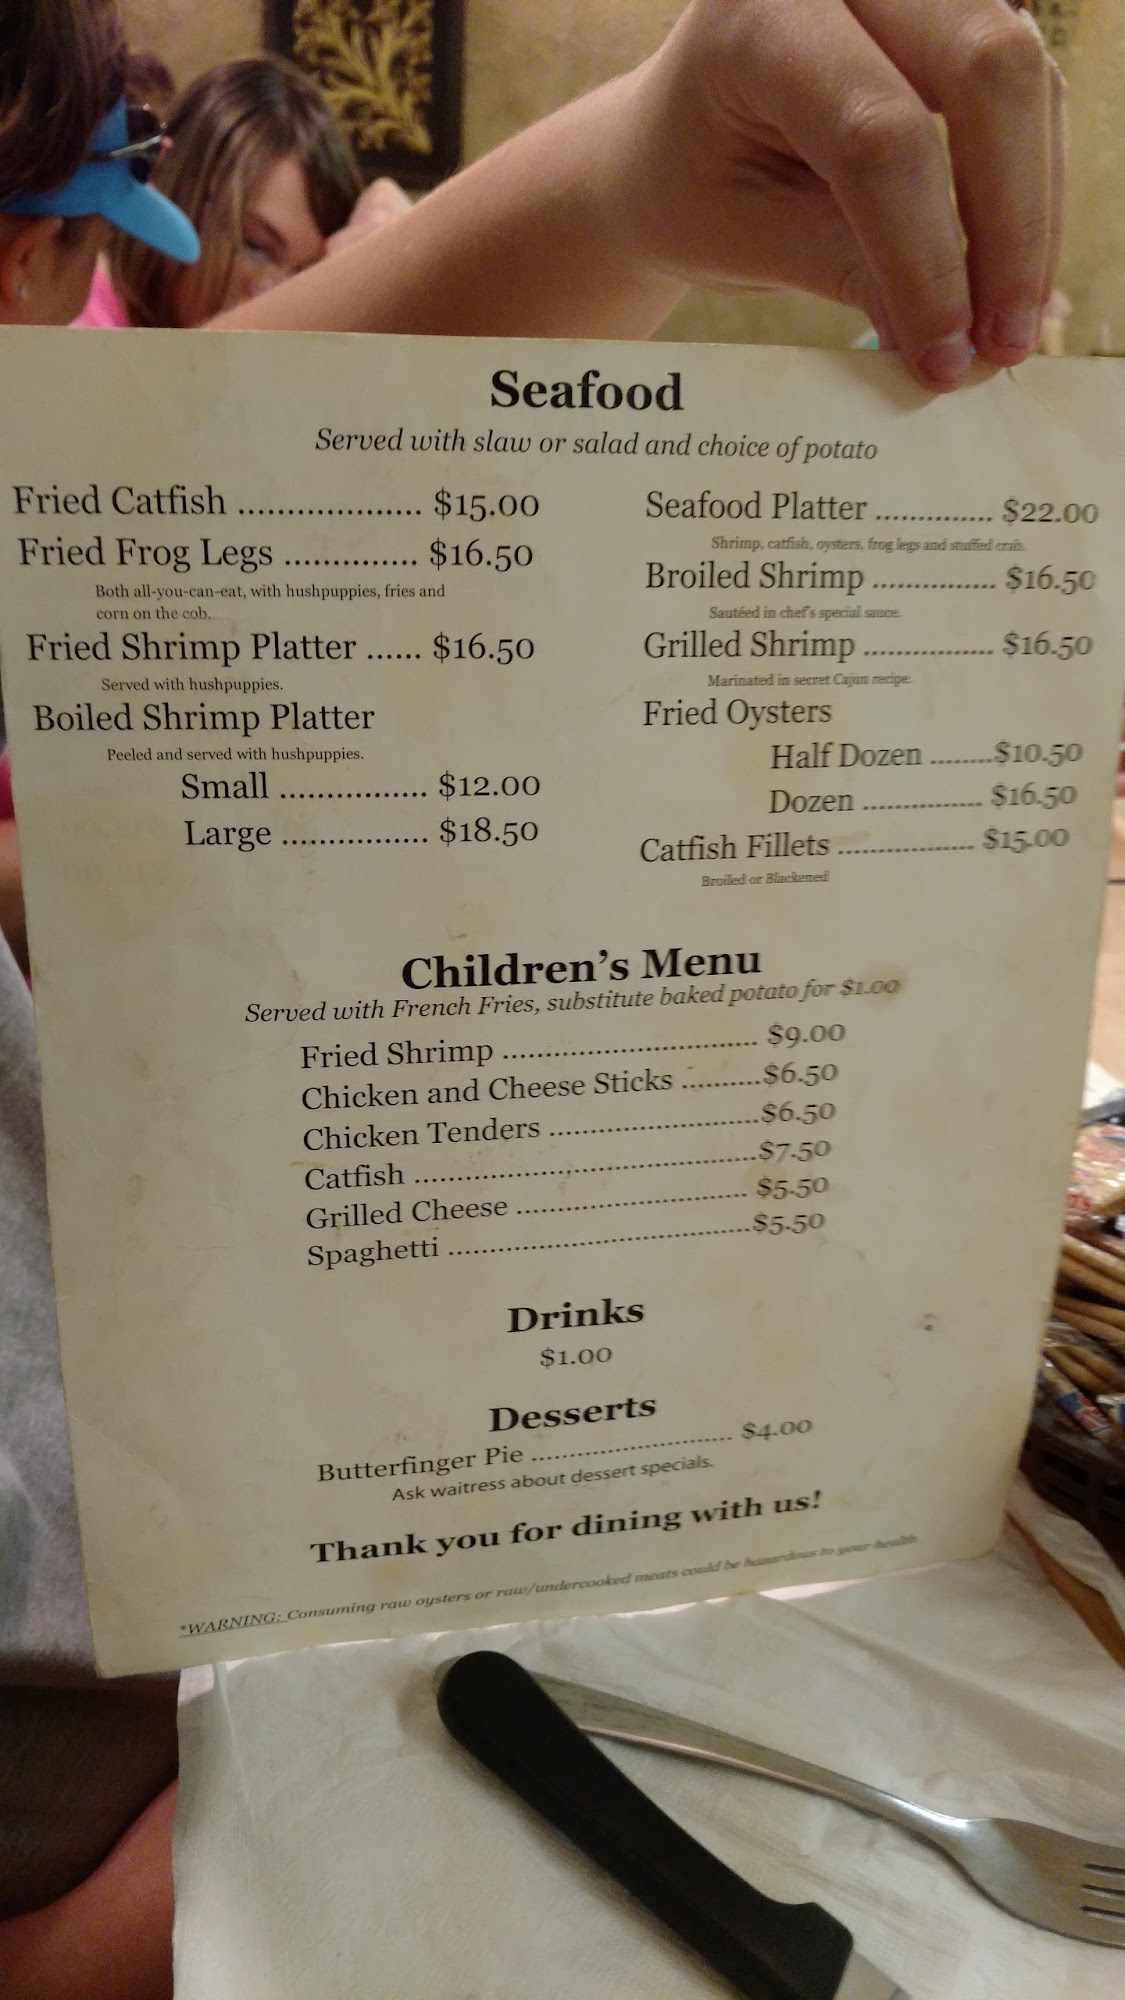 Seafood
Served with slaw or salad and choice of potato
Fried Catfish ................... $15.00
Fried Frog Legs .............. $16.50
Both all-you-can-eat, with hushpuppies, fries and
corn on the cob.
Fried Shrimp Platter ...... $16.50
Served with hushpuppies.
Boiled Shrimp Platter
Peeled and served with hushpuppies.
Small ................ $12.00
Large ................ $18.50
Seafood Platter .............. $22.00
Shrimp, catfish, oysters, frog legs and stuffed crab.
Broiled Shrimp ............... $16.50
Sautéed in chef's special sauce.
Grilled Shrimp ................ $16.50
Marinated in secret Cajun recipe.
Fried Oysters
Half Dozen ........$10.50
Dozen ............... $16.50
Catfish Fillets ................. $15.00
Broiled or Blackened
Children's Menu
Served with French Fries, substitute baked potato for $1.00
Fried Shrimp ............................... $9.00
Chicken and Cheese Sticks ..........$6.50
Chicken Tenders ..........................$6.50
Catfish ..........................................$7.50
Grilled Cheese ............................ $5.50
Spaghetti .....................................$5.50
Drinks
$1.00
Desserts
Butterfinger Pie ......................... $4.00
Ask waitress about dessert specials.
Thank you for dining with us!
*WARNING: Consuming raw oysters or raw/undercooked meats could be hazardous to your health